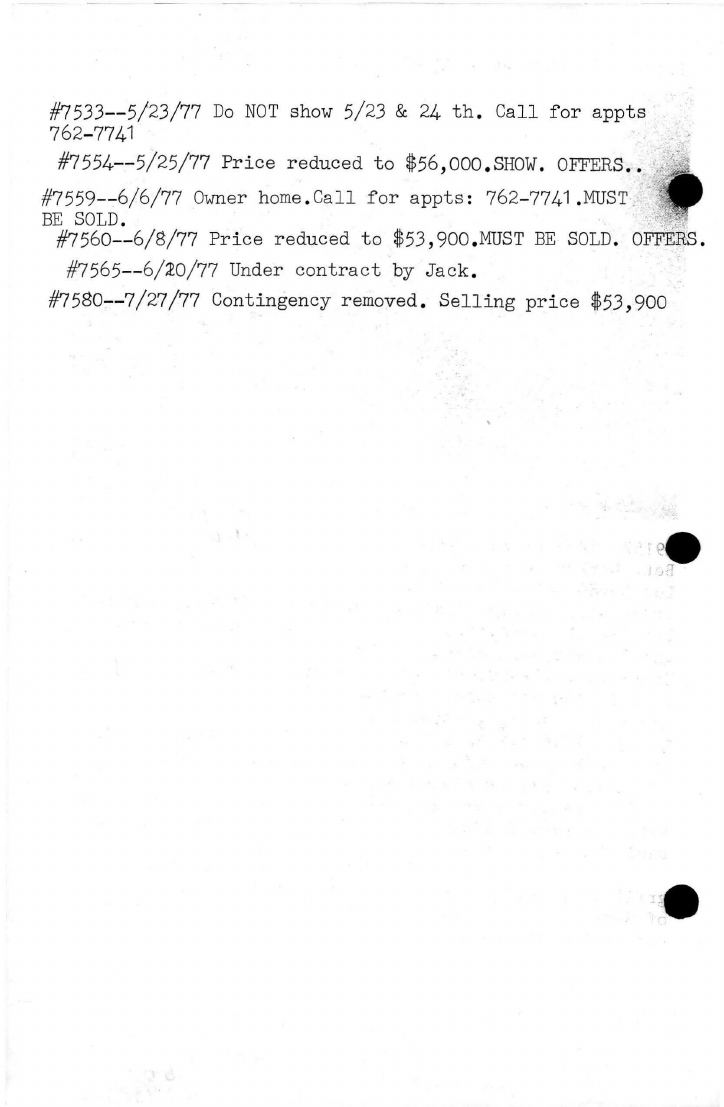 #7533--5/23/77 Do NOT show 5/23 & 24 th. Call for appts
762-7741
#7554--5/25/77 Price reduced to $56,000.SHOW. OFFERS..
#7559--6/6/77 Owner home.Call for appts: 762-7741.MUST
BE SOLD.
#7560--6/8/77 Price reduced to $53,900.MUST BE SOLD. OFFERS.
#7565--6/20/77 Under contract by Jack.
#7580--7/27/77 Contingency removed. Selling price $53,900